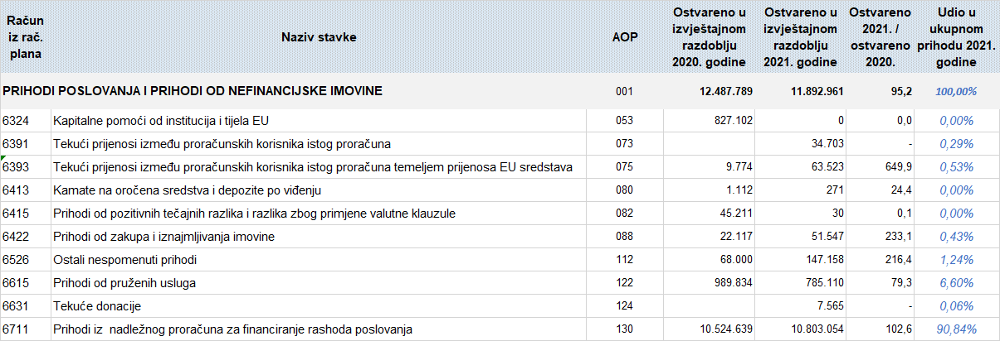 Račun iz rač. plana | Naziv stavke | AOP | Ostvareno u izvještajnom razdoblju 2020. godine | Ostvareno u izvještajnom razdoblju 2021. godine | Ostvareno 2021. / ostvareno 2020. | Udio u ukupnom prihodu 2021. godine
PRIHODI POSLOVANJA I PRIHODI OD NEFINANCIJSKE IMOVINE | 001 | 12.487.789 | 11.892.961 | 95,2 | 100,00%
6324 | Kapitalne pomoći od institucija i tijela EU | 053 | 827.102 | 0 | 0,0 | 0,00%
6391 | Tekući prijenosi između proračunskih korisnika istog proračuna | 073 | | 34.703 | - | 0,29%
6393 | Tekući prijenosi između proračunskih korisnika istog proračuna temeljem prijenosa EU sredstava | 075 | 9.774 | 63.523 | 649,9 | 0,53%
6413 | Kamate na oročena sredstva i depozite po viđenju | 080 | 1.112 | 271 | 24,4 | 0,00%
6415 | Prihodi od pozitivnih tečajnih razlika i razlika zbog primjene valutne klauzule | 082 | 45.211 | 30 | 0,1 | 0,00%
6422 | Prihodi od zakupa i iznajmljivanja imovine | 088 | 22.117 | 51.547 | 233,1 | 0,43%
6526 | Ostali nespomenuti prihodi | 112 | 68.000 | 147.158 | 216,4 | 1,24%
6615 | Prihodi od pruženih usluga | 122 | 989.834 | 785.110 | 79,3 | 6,60%
6631 | Tekuće donacije | 124 | | 7.565 | - | 0,06%
6711 | Prihodi iz nadležnog proračuna za financiranje rashoda poslovanja | 130 | 10.524.639 | 10.803.054 | 102,6 | 90,84%